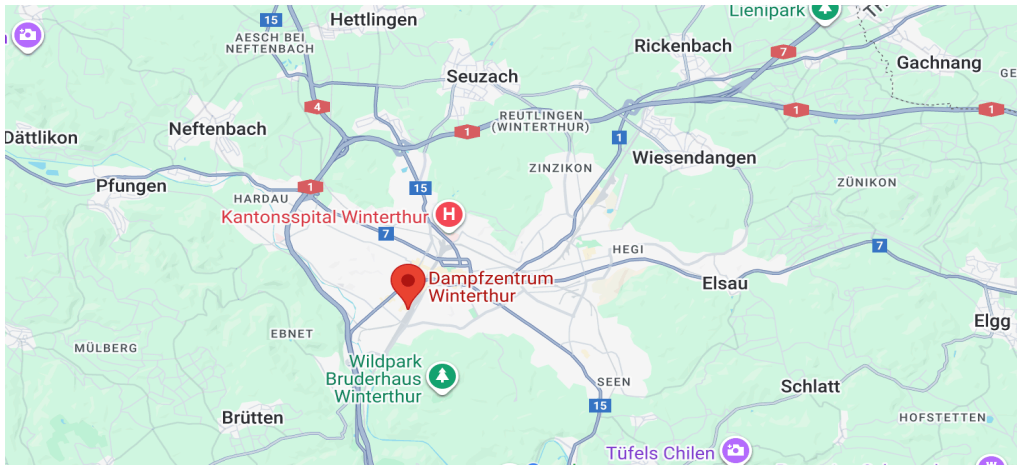 15
Hettlingen
Lienipark
AESCH BEI
NEFTENBACH
Rickenbach
7
Gachnang
Seuzach
4
1
1
1
REUTLINGEN
(WINTERTHUR)
Neftenbach
Dättlikon
1
Wiesendangen
ZINZIKON
Pfungen
1
15
ZÜNIKON
HARDAU
Kantonsspital Winterthur
H
7
HEGI
7
Dampfzentrum
Winterthur
Elsau
Elgg
EBNET
MÜLBERG
Wildpark
Bruderhaus
Winterthur
SEEN
Schlatt
15
Brütten
HOFSTETTEN
Tüfels Chilen